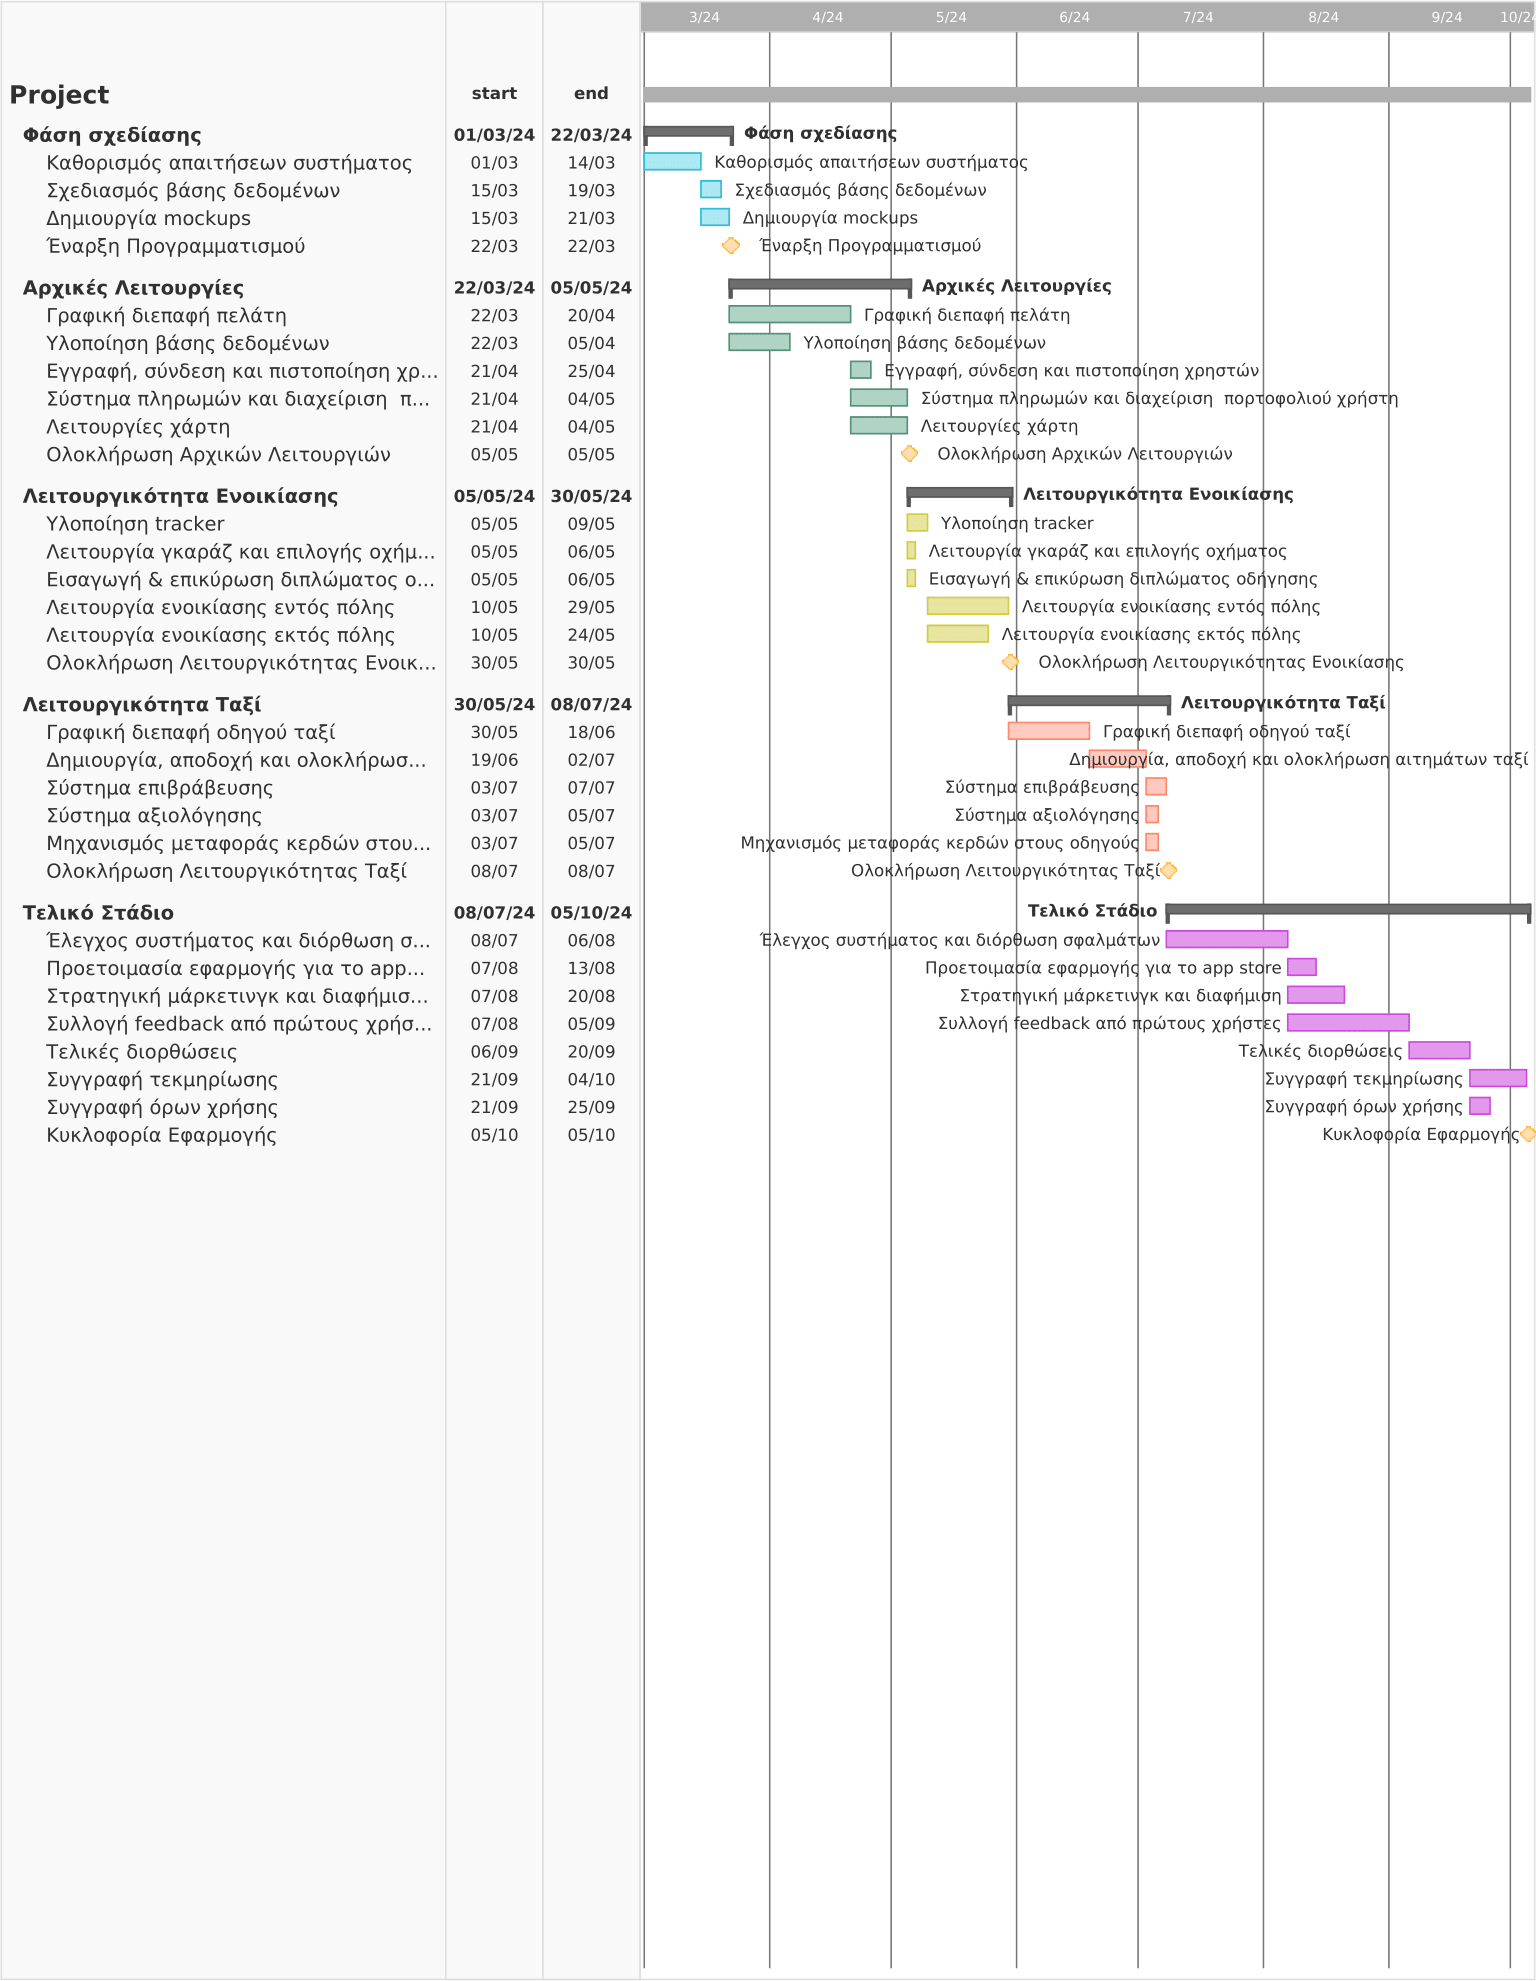 3/24 4/24 5/24 6/24 7/24 8/24 9/24 10/24
Project start end
Φάση σχεδίασης 01/03/24 22/03/24 Φάση σχεδίασης
Καθορισμός απαιτήσεων συστήματος 01/03 14/03 Καθορισμός απαιτήσεων συστήματος
Σχεδιασμός βάσης δεδομένων 15/03 19/03 Σχεδιασμός βάσης δεδομένων
Δημιουργία mockups 15/03 21/03 Δημιουργία mockups
Έναρξη Προγραμματισμού 22/03 22/03 Έναρξη Προγραμματισμού
Αρχικές Λειτουργίες 22/03/24 05/05/24 Αρχικές Λειτουργίες
Γραφική διεπαφή πελάτη 22/03 20/04 Γραφική διεπαφή πελάτη
Υλοποίηση βάσης δεδομένων 22/03 05/04 Υλοποίηση βάσης δεδομένων
Εγγραφή, σύνδεση και πιστοποίηση χρ... 21/04 25/04 Εγγραφή, σύνδεση και πιστοποίηση χρηστών
Σύστημα πληρωμών και διαχείριση π... 21/04 04/05 Σύστημα πληρωμών και διαχείριση πορτοφολιού χρήστη
Λειτουργίες χάρτη 21/04 04/05 Λειτουργίες χάρτη
Ολοκλήρωση Αρχικών Λειτουργιών 05/05 05/05 Ολοκλήρωση Αρχικών Λειτουργιών
Λειτουργικότητα Ενοικίασης 05/05/24 30/05/24 Λειτουργικότητα Ενοικίασης
Υλοποίηση tracker 05/05 09/05 Υλοποίηση tracker
Λειτουργία γκαράζ και επιλογής οχήμ... 05/05 06/05 Λειτουργία γκαράζ και επιλογής οχήματος
Εισαγωγή & επικύρωση διπλώματος ο... 05/05 06/05 Εισαγωγή & επικύρωση διπλώματος οδήγησης
Λειτουργία ενοικίασης εντός πόλης 10/05 29/05 Λειτουργία ενοικίασης εντός πόλης
Λειτουργία ενοικίασης εκτός πόλης 10/05 24/05 Λειτουργία ενοικίασης εκτός πόλης
Ολοκλήρωση Λειτουργικότητας Ενοικ... 30/05 30/05 Ολοκλήρωση Λειτουργικότητας Ενοικίασης
Λειτουργικότητα Ταξί 30/05/24 08/07/24 Λειτουργικότητα Ταξί
Γραφική διεπαφή οδηγού ταξί 30/05 18/06 Γραφική διεπαφή οδηγού ταξί
Δημιουργία, αποδοχή και ολοκλήρωσ... 19/06 02/07 Δημιουργία, αποδοχή και ολοκλήρωση αιτημάτων ταξί
Σύστημα επιβράβευσης 03/07 07/07 Σύστημα επιβράβευσης
Σύστημα αξιολόγησης 03/07 05/07 Σύστημα αξιολόγησης
Μηχανισμός μεταφοράς κερδών στου... 03/07 05/07 Μηχανισμός μεταφοράς κερδών στους οδηγούς
Ολοκλήρωση Λειτουργικότητας Ταξί 08/07 08/07 Ολοκλήρωση Λειτουργικότητας Ταξί
Τελικό Στάδιο 08/07/24 05/10/24 Τελικό Στάδιο
Έλεγχος συστήματος και διόρθωση σ... 08/07 06/08 Έλεγχος συστήματος και διόρθωση σφαλμάτων
Προετοιμασία εφαρμογής για το app... 07/08 13/08 Προετοιμασία εφαρμογής για το app store
Στρατηγική μάρκετινγκ και διαφήμισ... 07/08 20/08 Στρατηγική μάρκετινγκ και διαφήμιση
Συλλογή feedback από πρώτους χρήσ... 07/08 05/09 Συλλογή feedback από πρώτους χρήστες
Τελικές διορθώσεις 06/09 20/09 Τελικές διορθώσεις
Συγγραφή τεκμηρίωσης 21/09 04/10 Συγγραφή τεκμηρίωσης
Συγγραφή όρων χρήσης 21/09 25/09 Συγγραφή όρων χρήσης
Κυκλοφορία Εφαρμογής 05/10 05/10 Κυκλοφορία Εφαρμογής